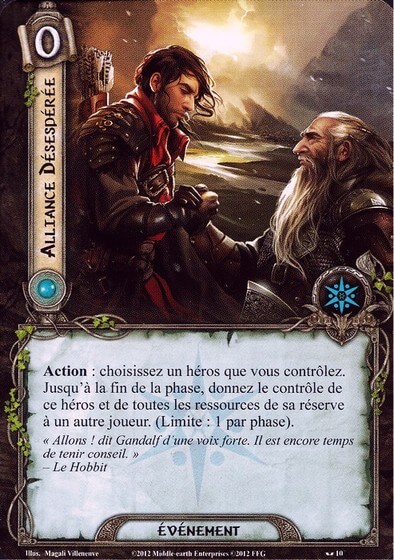 0
ALLIANCE DÉSESPÉRÉE
Action : choisissez un héros que vous contrôlez.
Jusqu'à la fin de la phase, donnez le contrôle de
ce héros et de toutes les ressources de sa réserve
à un autre joueur. (Limite : 1 par phase).
« Allons ! dit Gandalf d'une voix forte. Il est encore temps
de tenir conseil. »
– Le Hobbit
ÉVÉNEMENT
Illus. Magali Villeneuve ©2012 Middle-earth Enterprises ©2012 FFG 10